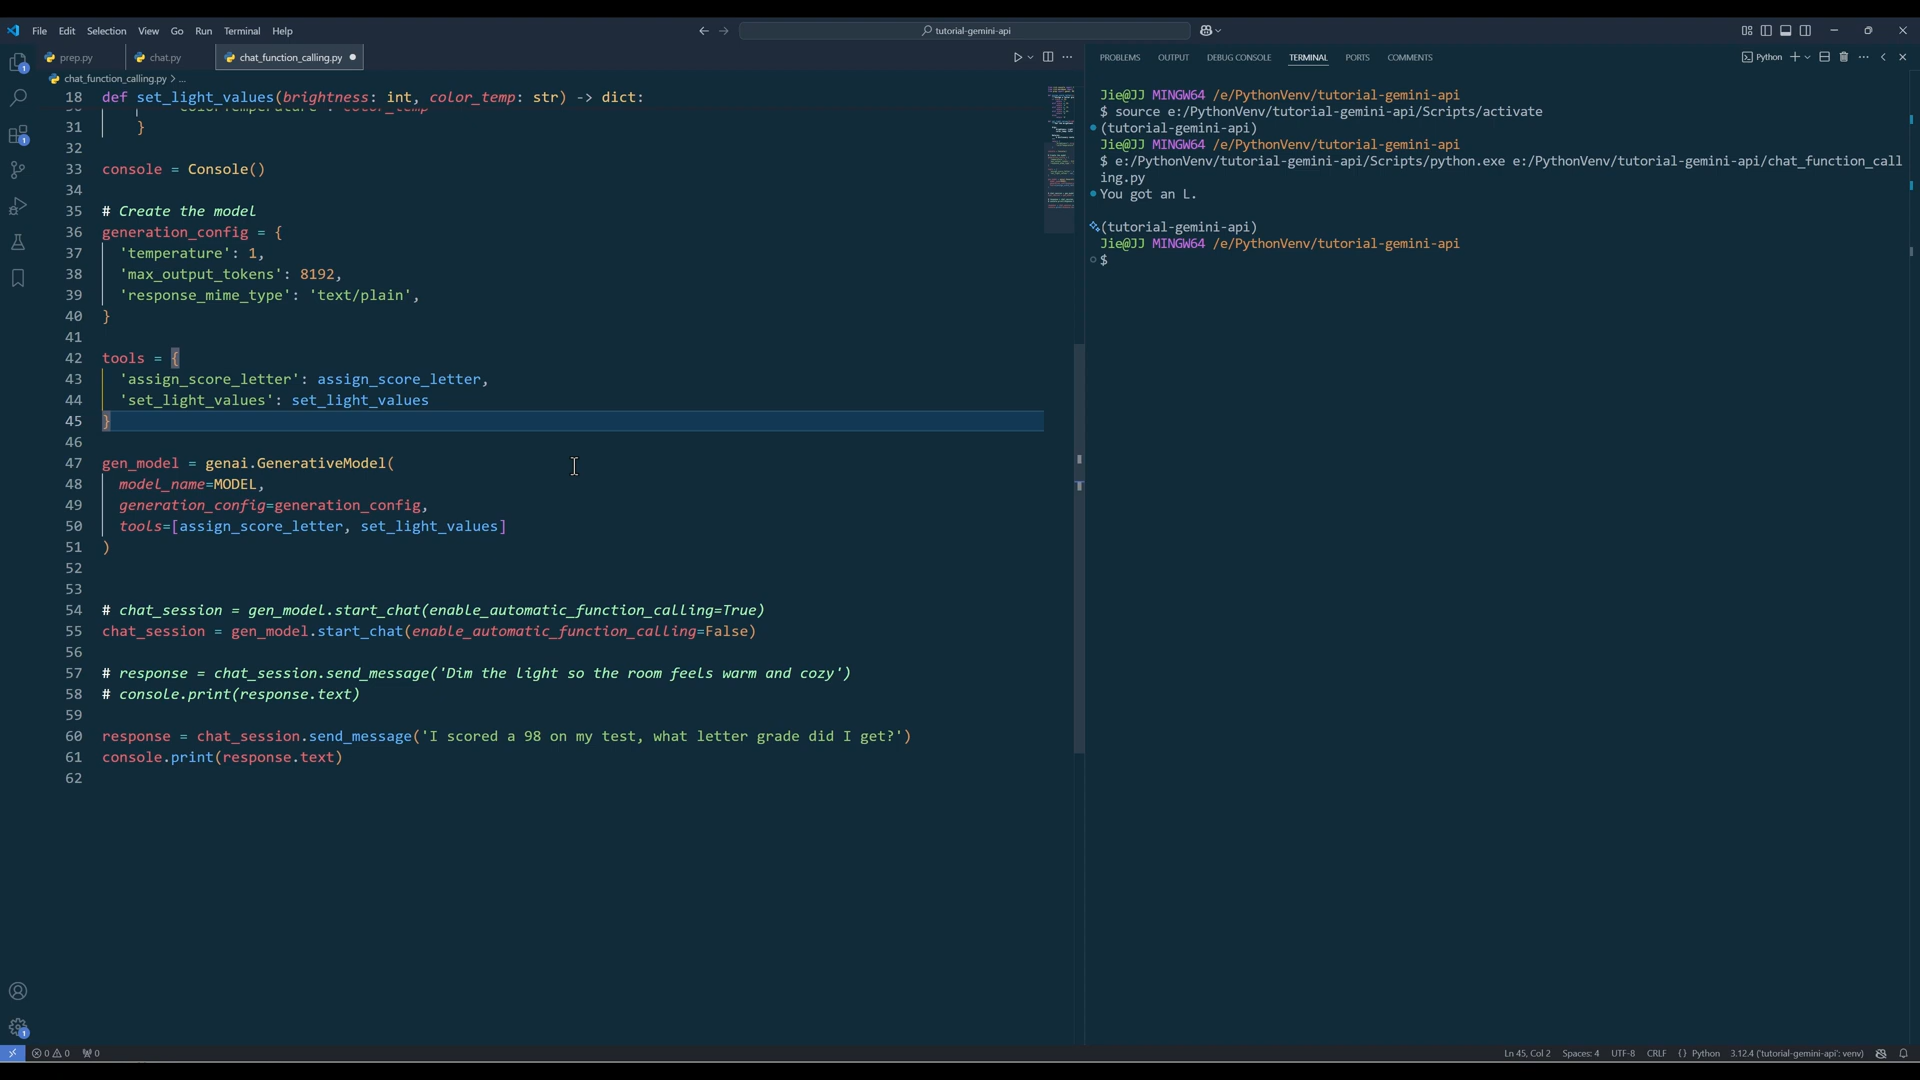 File Edit Selection View Go Run Terminal Help
tutorial-gemini-api
prep.py chat.py chat_function_calling.py
chat_function_calling.py > ...
18 def set_light_values(brightness: int, color_temp: str) -> dict:
31 }
32
33 console = Console()
34
35 # Create the model
36 generation_config = {
37 'temperature': 1,
38 'max_output_tokens': 8192,
39 'response_mime_type': 'text/plain',
40 }
41
42 tools = {
43 'assign_score_letter': assign_score_letter,
44 'set_light_values': set_light_values
45 }
46
47 gen_model = genai.GenerativeModel(
48 model_name=MODEL,
49 generation_config=generation_config,
50 tools=[assign_score_letter, set_light_values]
51 )
52
53
54 # chat_session = gen_model.start_chat(enable_automatic_function_calling=True)
55 chat_session = gen_model.start_chat(enable_automatic_function_calling=False)
56
57 # response = chat_session.send_message('Dim the light so the room feels warm and cozy')
58 # console.print(response.text)
59
60 response = chat_session.send_message('I scored a 98 on my test, what letter grade did I get?')
61 console.print(response.text)
62
PROBLEMS OUTPUT DEBUG CONSOLE TERMINAL PORTS COMMENTS
Python
Jie@JJ MINGW64 /e/PythonVenv/tutorial-gemini-api
$ source e:/PythonVenv/tutorial-gemini-api/Scripts/activate
(tutorial-gemini-api)
Jie@JJ MINGW64 /e/PythonVenv/tutorial-gemini-api
$ e:/PythonVenv/tutorial-gemini-api/Scripts/python.exe e:/PythonVenv/tutorial-gemini-api/chat_function_call
ing.py
You got an L.
(tutorial-gemini-api)
Jie@JJ MINGW64 /e/PythonVenv/tutorial-gemini-api
$
0 0 0
Ln 45, Col 2 Spaces: 4 UTF-8 CRLF {} Python 3.12.4 ('tutorial-gemini-api': venv)